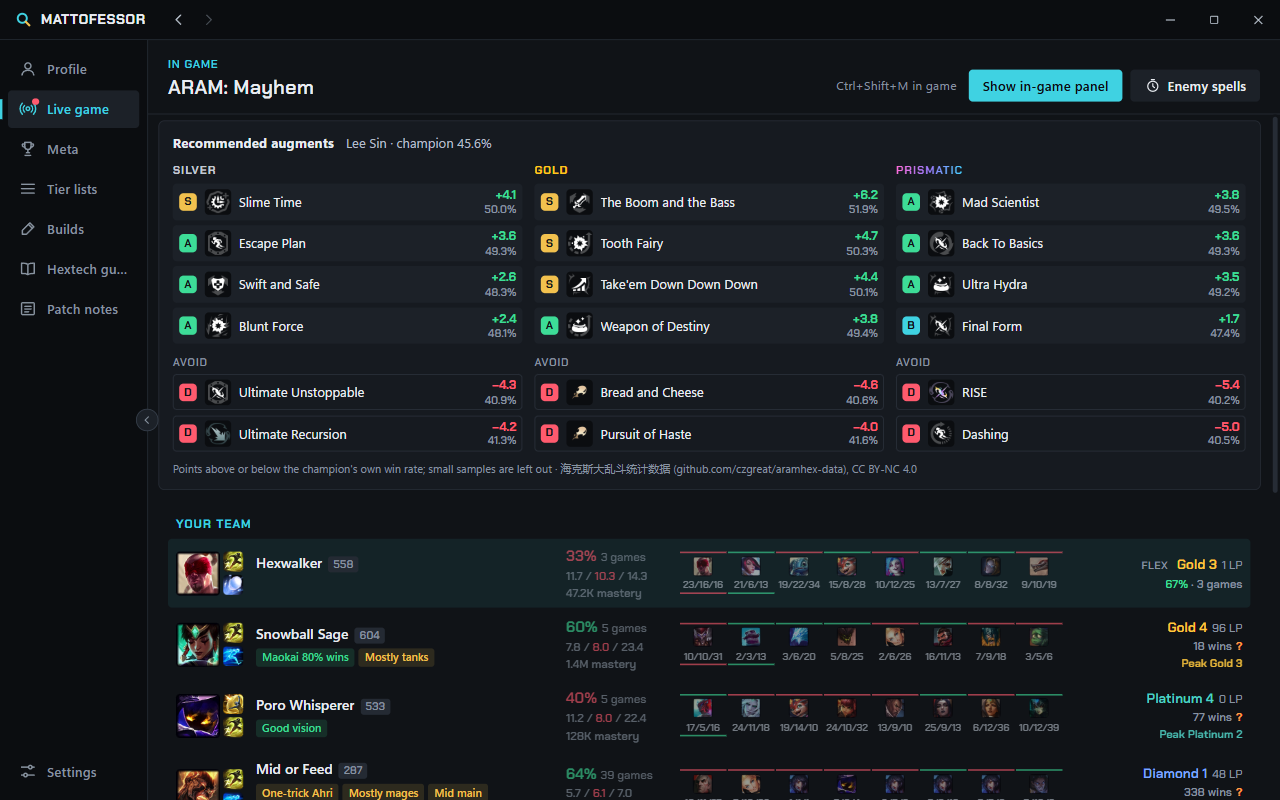 MATTOFESSOR
Profile
Live game
Meta
Tier lists
Builds
Hextech gu...
Patch notes
Settings
IN GAME
ARAM: Mayhem
Ctrl+Shift+M in game
Show in-game panel
Enemy spells
Recommended augments Lee Sin · champion 45.6%
SILVER
S Slime Time +4.1 50.0%
A Escape Plan +3.6 49.3%
A Swift and Safe +2.6 48.3%
A Blunt Force +2.4 48.1%
AVOID
D Ultimate Unstoppable −4.3 40.9%
D Ultimate Recursion −4.2 41.3%
GOLD
S The Boom and the Bass +6.2 51.9%
S Tooth Fairy +4.7 50.3%
S Take'em Down Down Down +4.4 50.1%
A Weapon of Destiny +3.8 49.4%
AVOID
D Bread and Cheese −4.6 40.6%
D Pursuit of Haste −4.0 41.6%
PRISMATIC
A Mad Scientist +3.8 49.5%
A Back To Basics +3.6 49.3%
A Ultra Hydra +3.5 49.2%
B Final Form +1.7 47.4%
AVOID
D RISE −5.4 40.2%
D Dashing −5.0 40.5%
Points above or below the champion's own win rate; small samples are left out · 海克斯大乱斗统计数据 (github.com/czgreat/aramhex-data), CC BY-NC 4.0
YOUR TEAM
Hexwalker 558
33% 3 games
11.7 / 10.3 / 14.3
47.2K mastery
23/16/16 21/6/13 19/22/34 15/8/28 10/12/25 13/7/27 8/8/32 9/10/19
FLEX Gold 3 1 LP
67% · 3 games
Snowball Sage 604
Maokai 80% wins Mostly tanks
60% 5 games
7.8 / 8.0 / 23.4
1.4M mastery
10/10/31 2/3/13 3/6/20 5/8/25 2/6/26 16/11/13 7/9/18 3/5/6
Gold 4 96 LP
18 wins ?
Peak Gold 3
Poro Whisperer 533
Good vision
40% 5 games
11.2 / 8.0 / 22.4
128K mastery
17/5/16 24/11/18 19/14/10 24/10/32 13/9/10 25/9/13 6/12/36 10/12/39
Platinum 4 0 LP
77 wins ?
Peak Platinum 2
Mid or Feed 287
One-trick Ahri Mostly mages Mid main
64% 39 games
5.7 / 6.1 / 7.0
Diamond 1 48 LP
338 wins ?